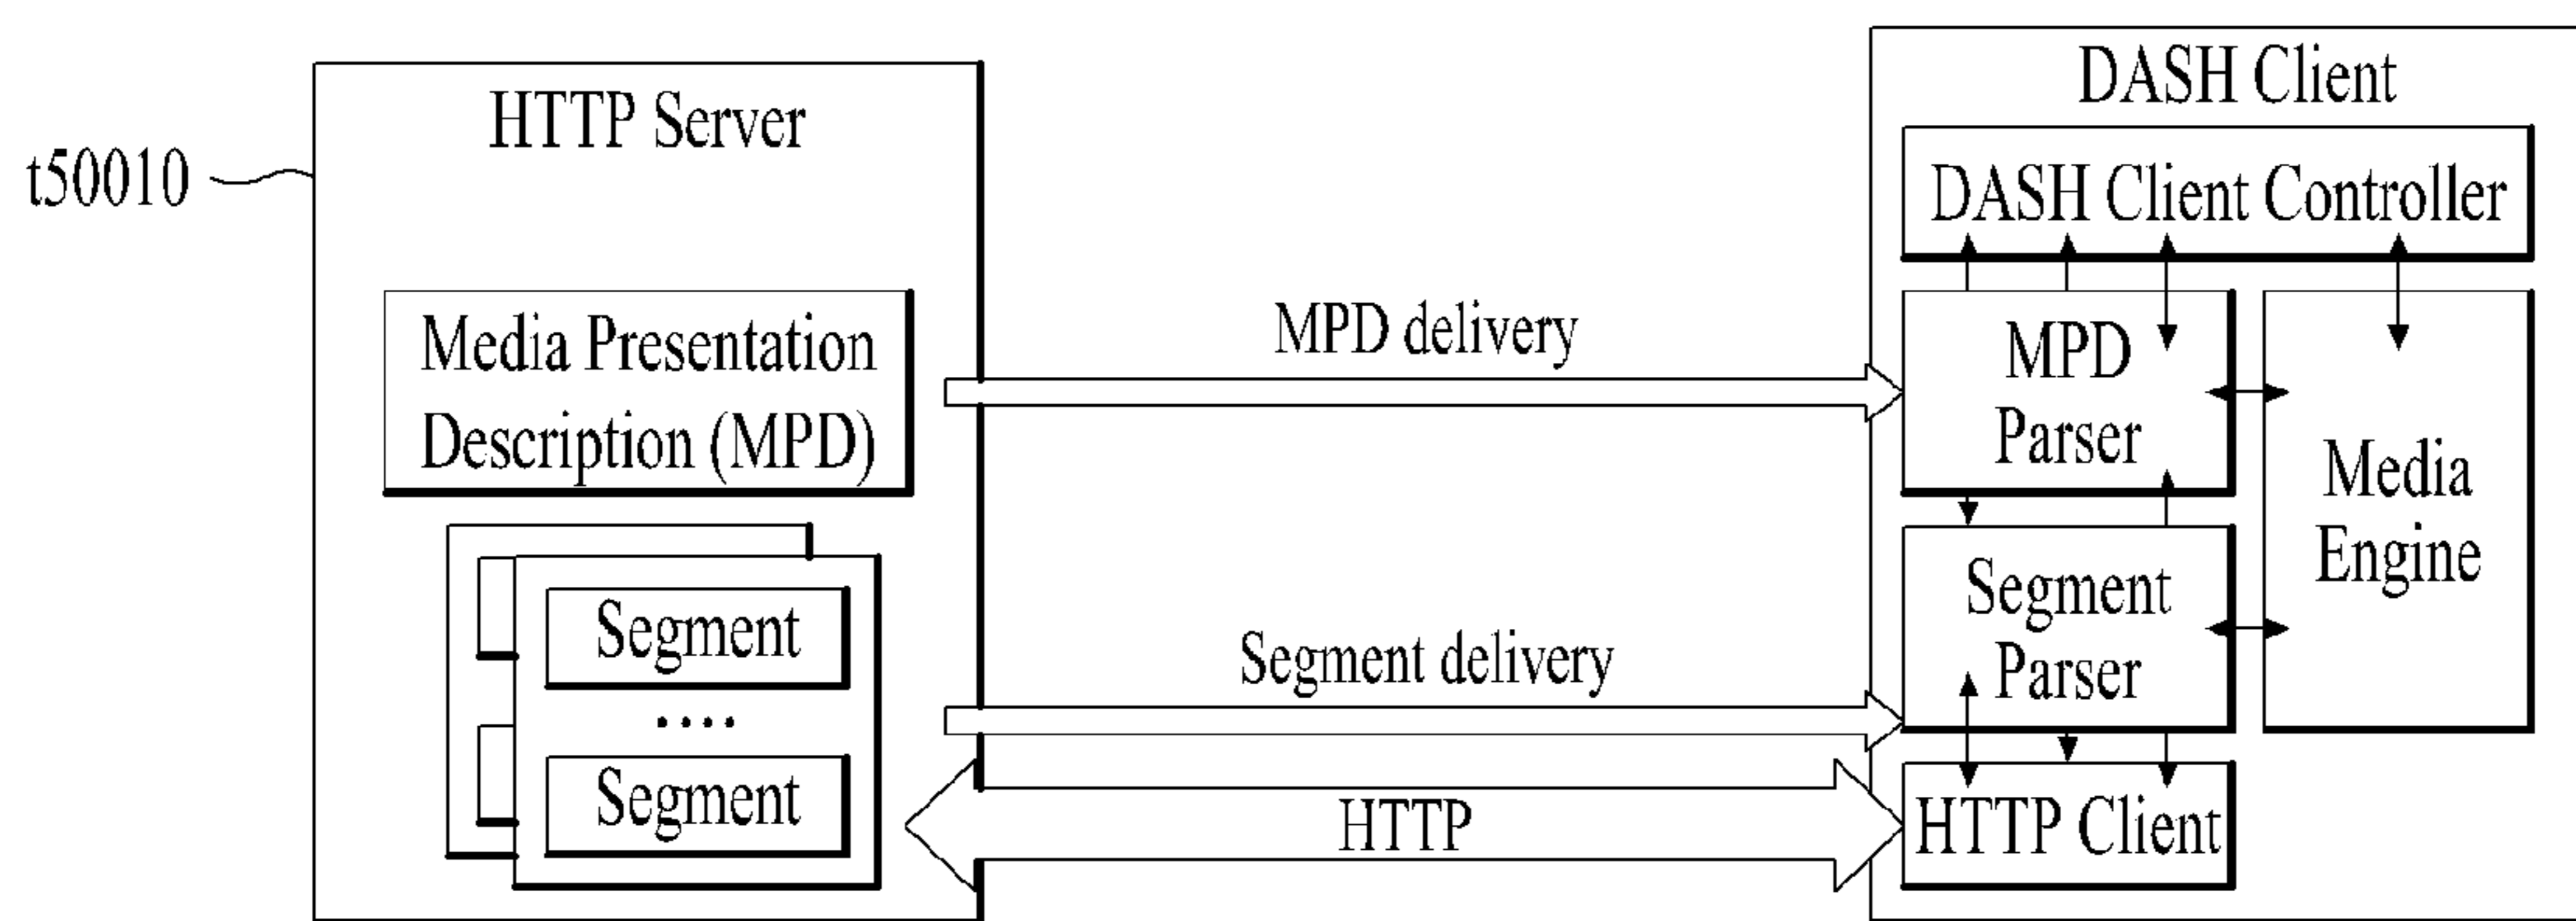 HTTP Server
t50010
Media Presentation
Description (MPD)
Segment
....
Segment
MPD delivery
Segment delivery
HTTP
DASH Client
DASH Client Controller
MPD
Parser
Media
Engine
Segment
Parser
HTTP Client